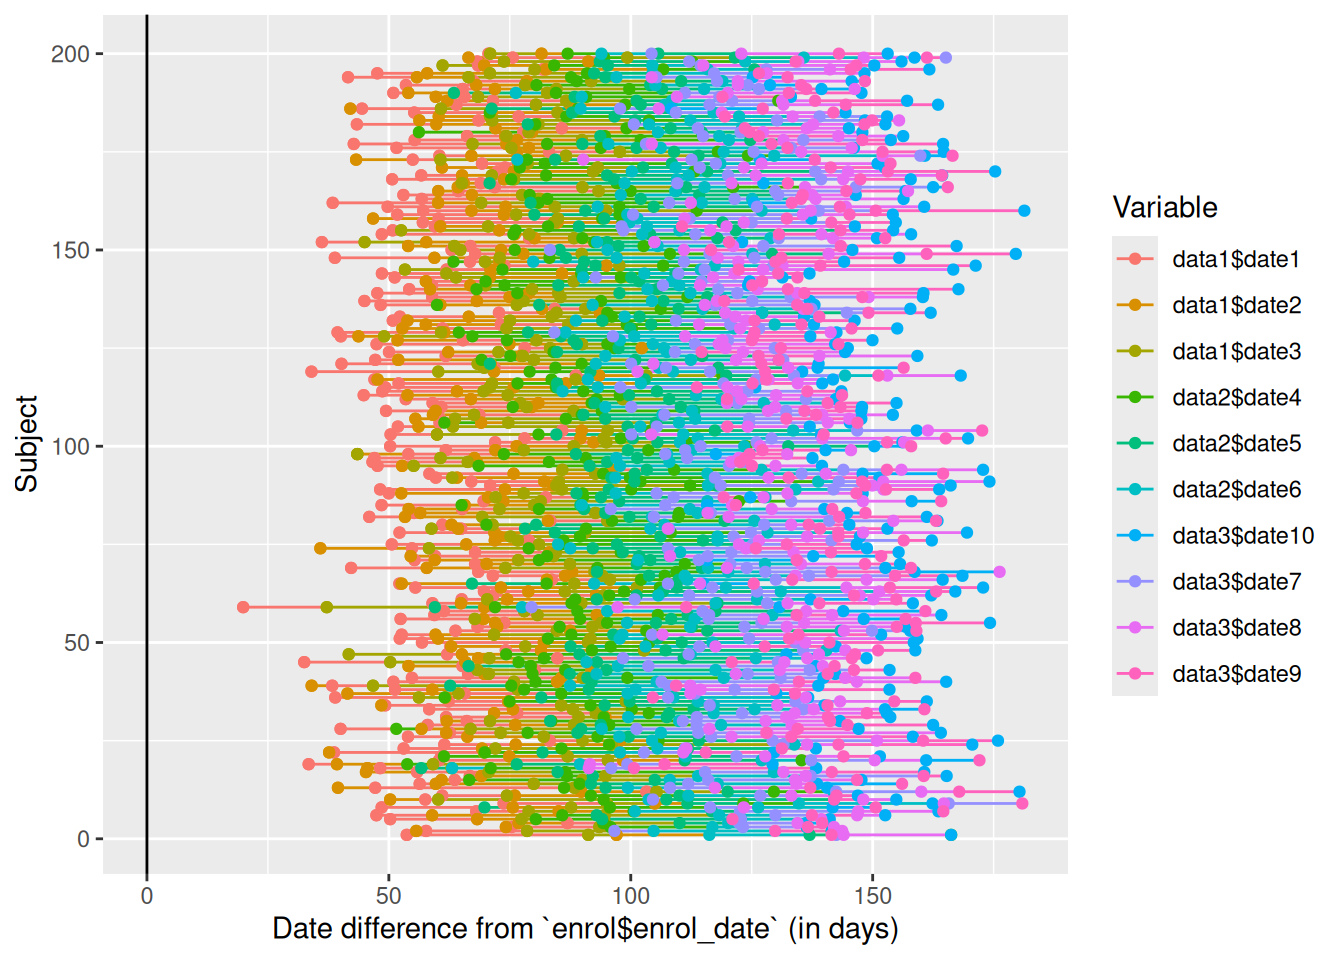 200
150
100
50
0
Subject
0 50 100 150
Date difference from `enrol$enrol_date` (in days)
Variable
data1$date1
data1$date2
data1$date3
data2$date4
data2$date5
data2$date6
data3$date10
data3$date7
data3$date8
data3$date9